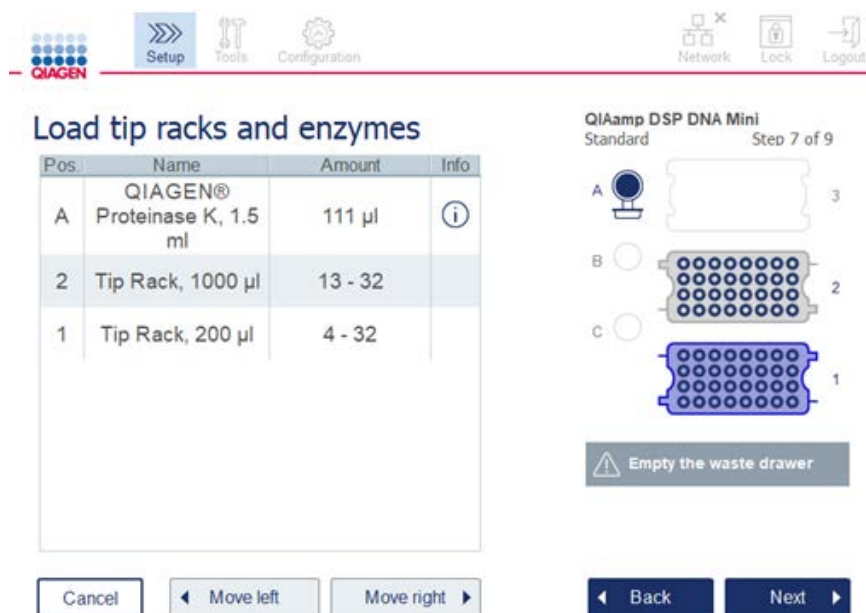 QIAGEN
Setup
Tools
Configuration
Network
Lock
Logout
Load tip racks and enzymes
QIAamp DSP DNA Mini
Standard Step 7 of 9
Pos. Name Amount Info
A QIAGEN® Proteinase K, 1.5 ml 111 µl i
2 Tip Rack, 1000 µl 13 - 32
1 Tip Rack, 200 µl 4 - 32
A
3
B
2
C
1
Empty the waste drawer
Cancel
Move left
Move right
Back
Next